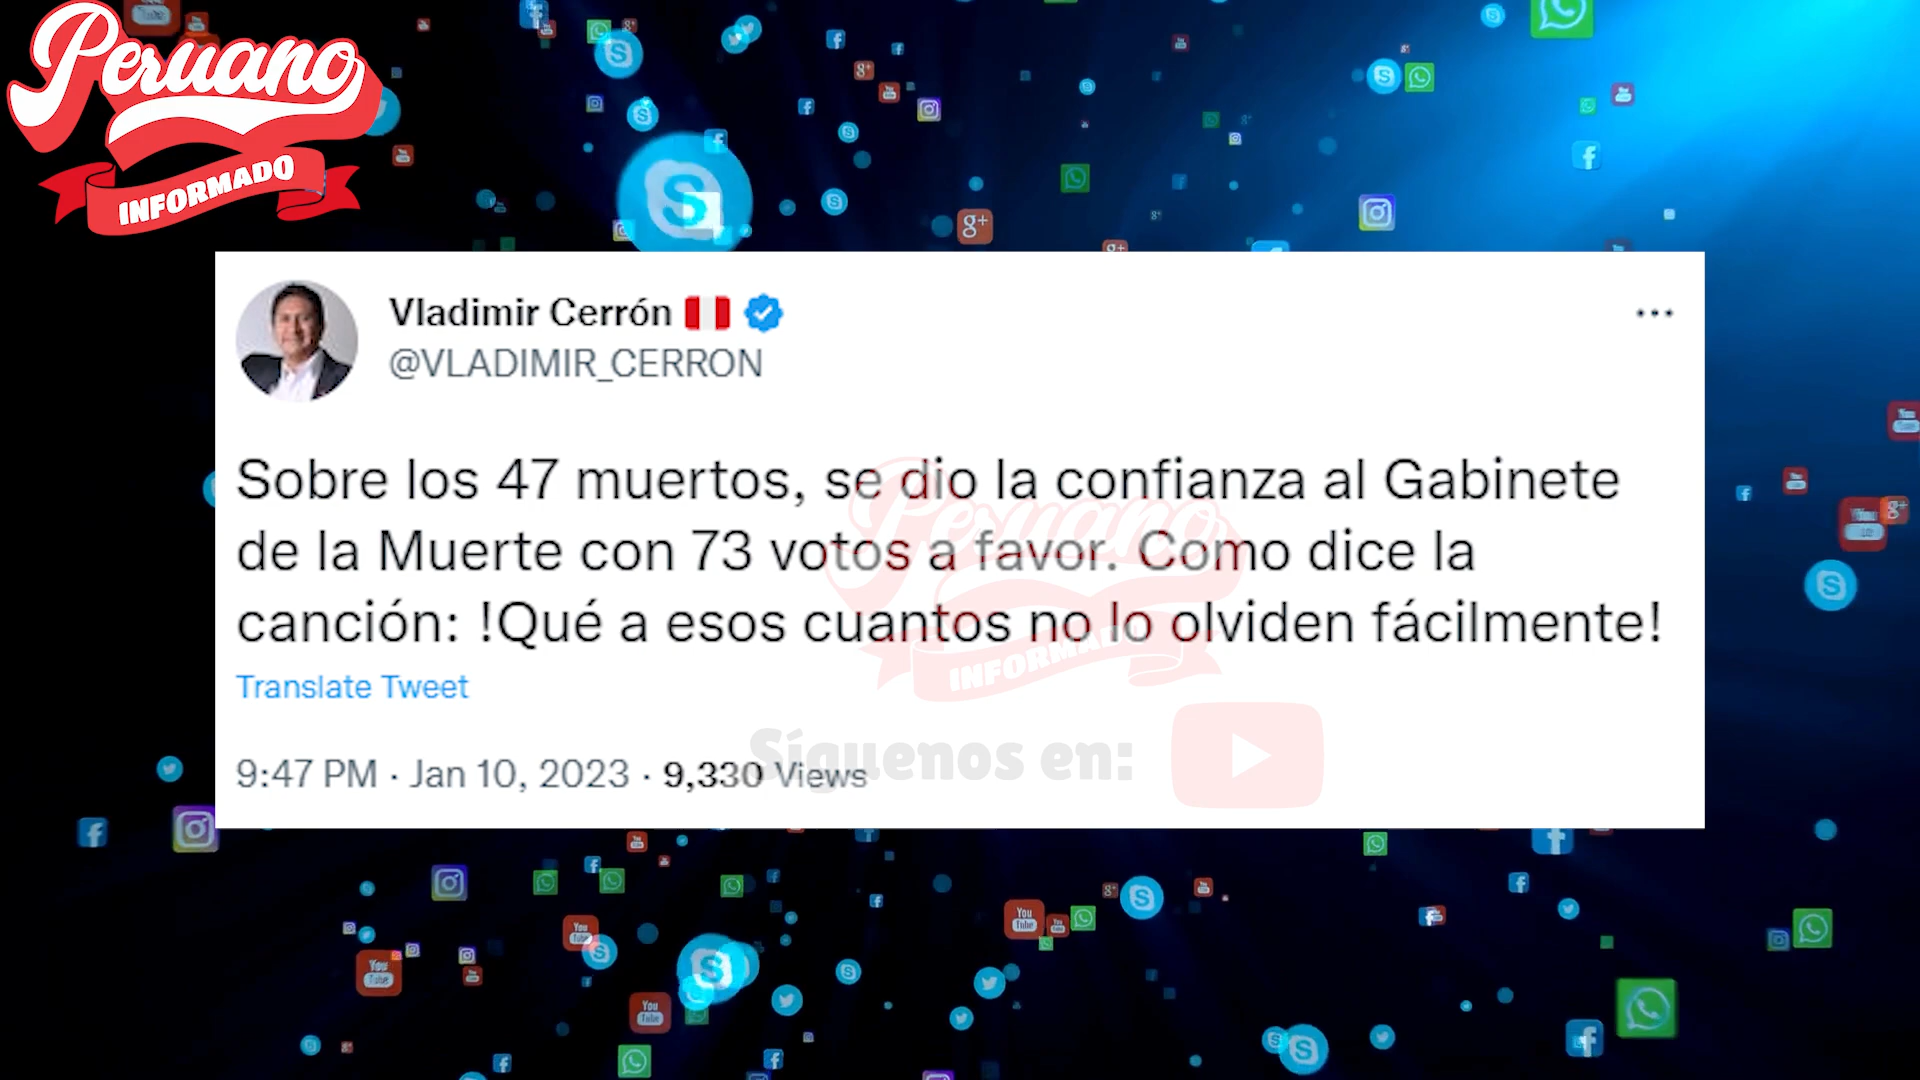 Peruano
INFORMADO
Vladimir Cerrón
@VLADIMIR_CERRON
Sobre los 47 muertos, se dio la confianza al Gabinete
de la Muerte con 73 votos a favor. Como dice la
canción: !Qué a esos cuantos no lo olviden fácilmente!
Translate Tweet
9:47 PM · Jan 10, 2023 · 9,330 Views
Peruano
INFORMADO
Síguenos en: